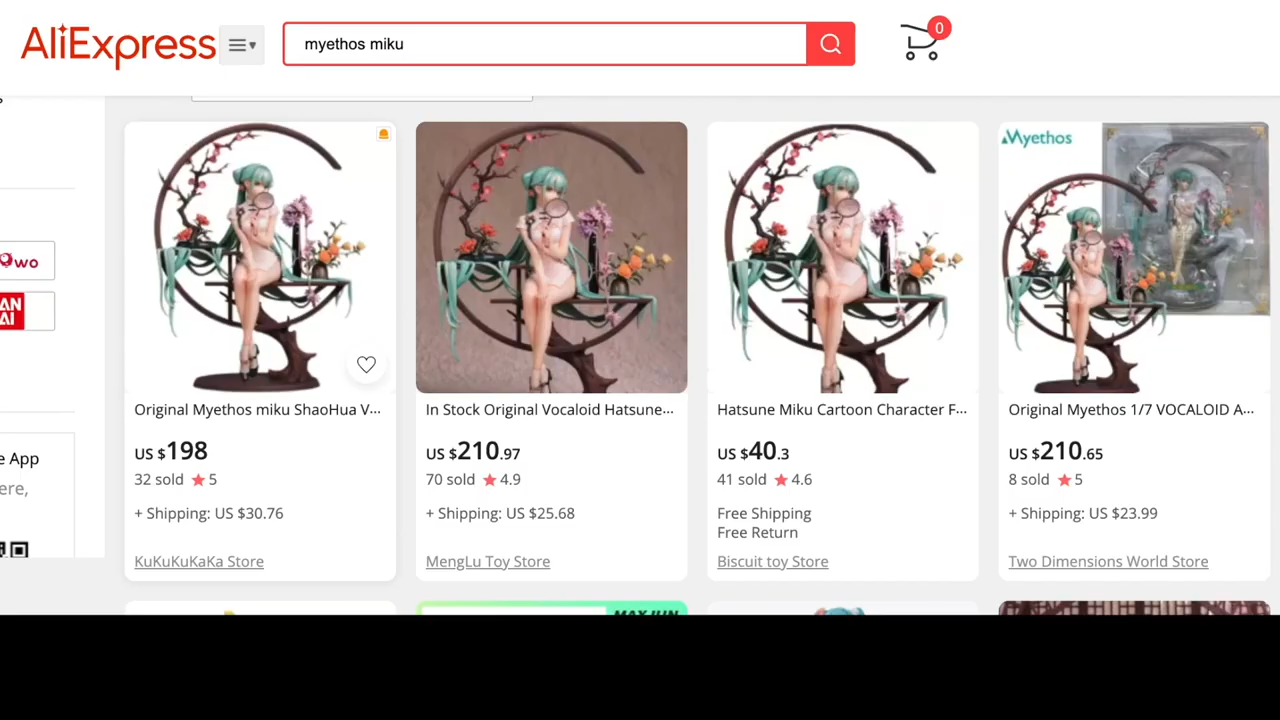 AliExpress
myethos miku
0
wo
AN
AI
e App
ere,
Myethos
Original Myethos miku ShaoHua V...
US $198
32 sold 5
+ Shipping: US $30.76
KuKuKuKaKa Store
In Stock Original Vocaloid Hatsune...
US $210.97
70 sold 4.9
+ Shipping: US $25.68
MengLu Toy Store
Hatsune Miku Cartoon Character F...
US $40.3
41 sold 4.6
Free Shipping
Free Return
Biscuit toy Store
Original Myethos 1/7 VOCALOID A...
US $210.65
8 sold 5
+ Shipping: US $23.99
Two Dimensions World Store